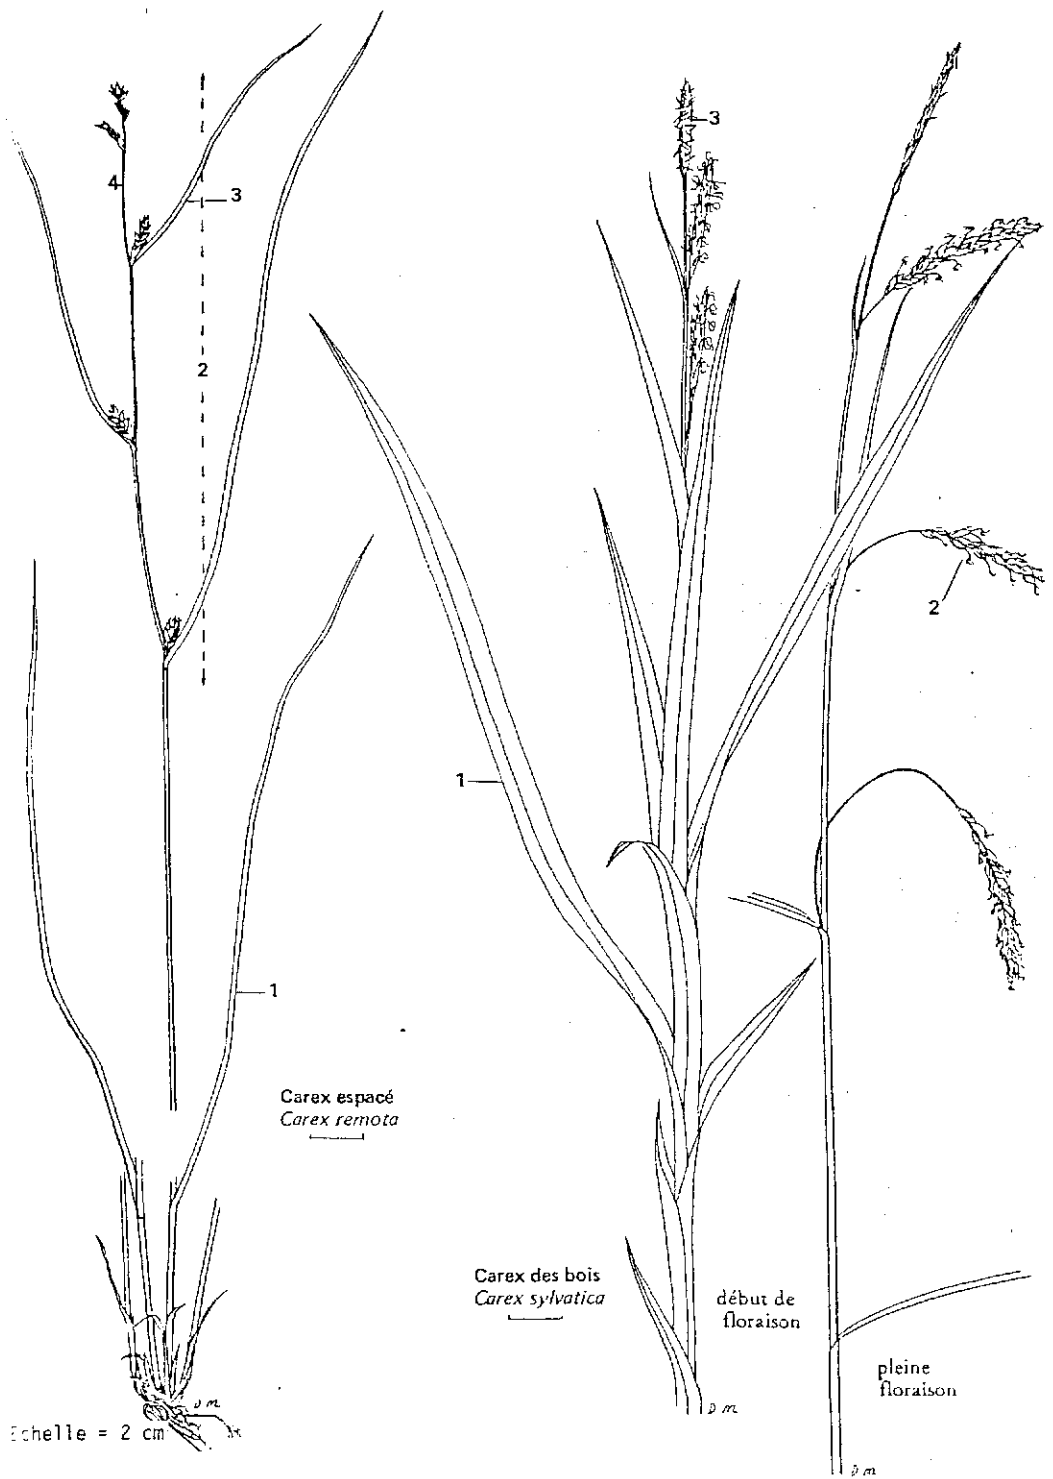 3
4
3
2
2
1
1
Carex espacé
Carex remota
Carex des bois
Carex sylvatica
début de
floraison
pleine
floraison
D m
D m
D m
Echelle = 2 cm